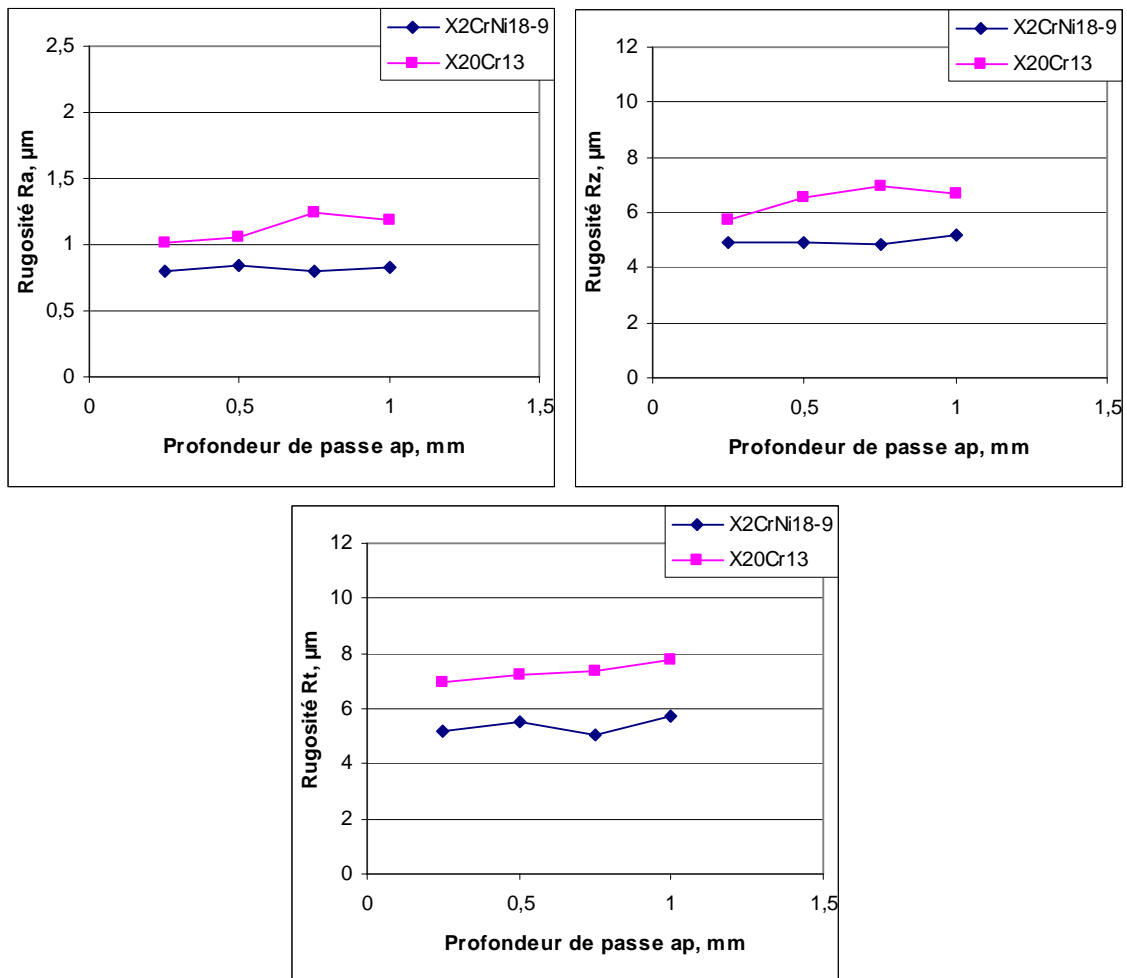 X2CrNi18-9
X20Cr13
2,5
2
1,5
1
0,5
0
Rugosité Ra, µm
0 0,5 1 1,5
Profondeur de passe ap, mm
X2CrNi18-9
X20Cr13
12
10
8
6
4
2
0
Rugosité Rz, µm
0 0,5 1 1,5
Profondeur de passe ap, mm
X2CrNi18-9
X20Cr13
12
10
8
6
4
2
0
Rugosité Rt, µm
0 0,5 1 1,5
Profondeur de passe ap, mm